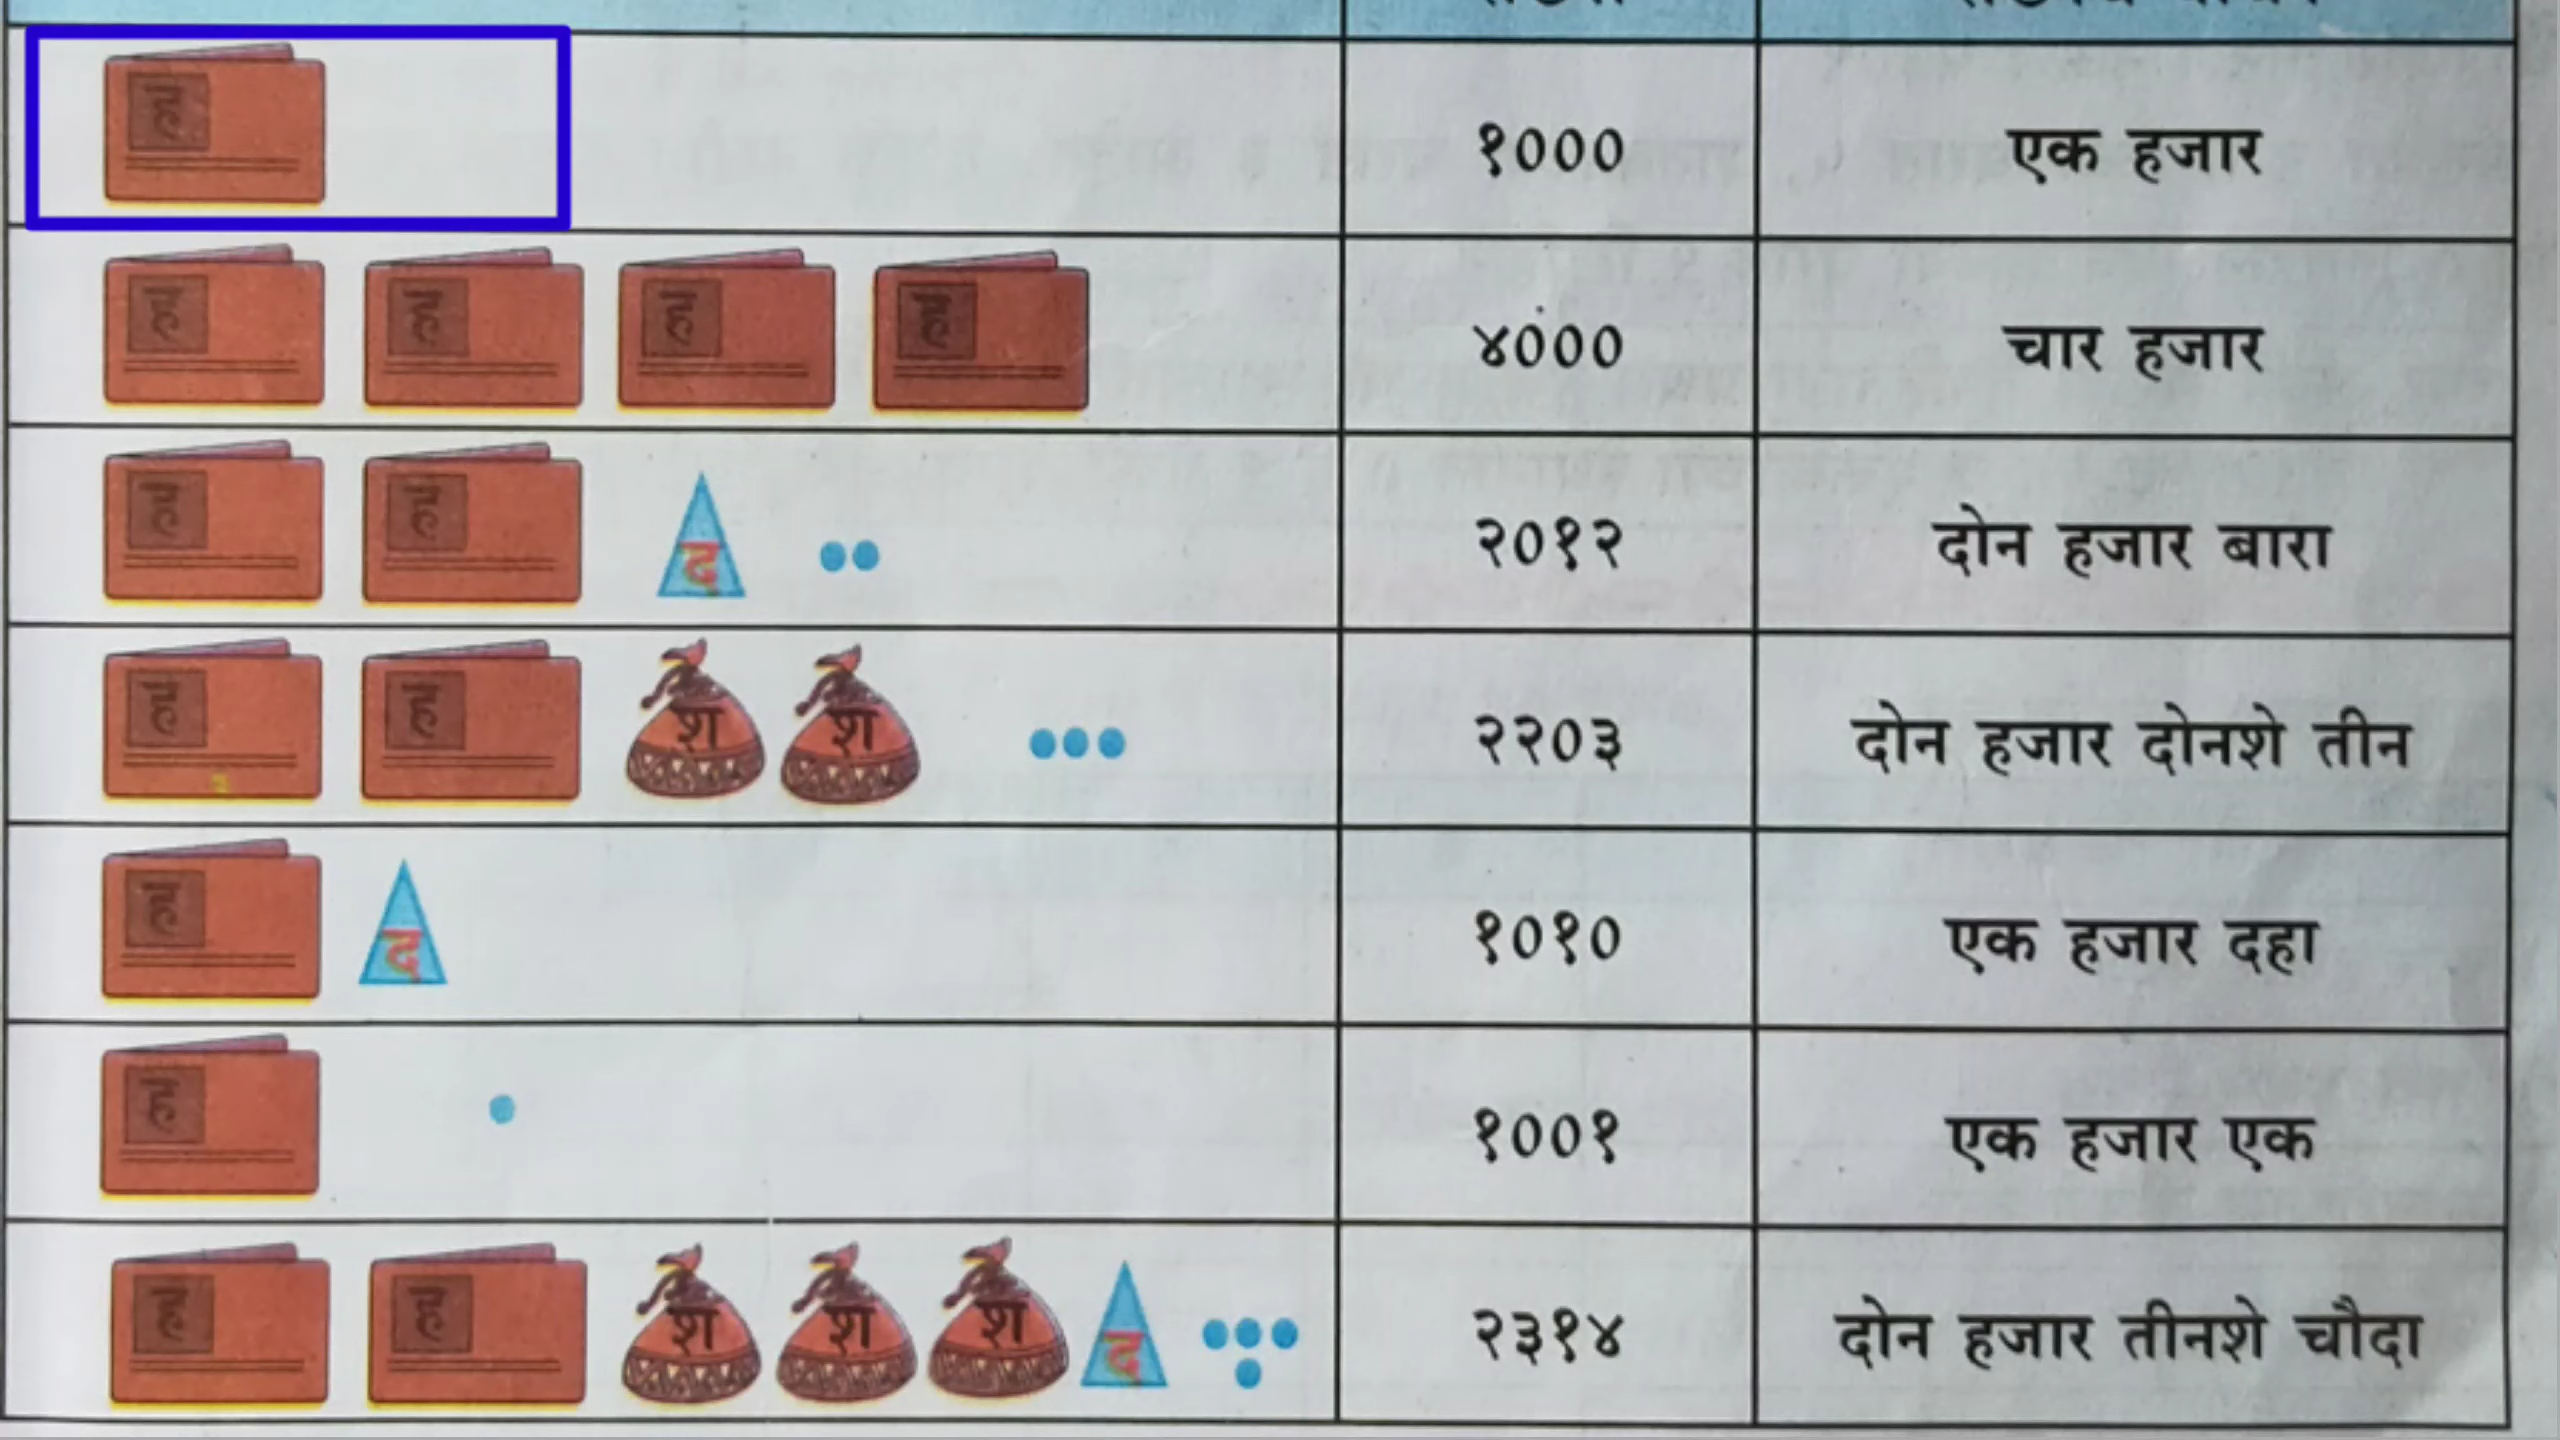 ह १००० एक हजार
ह ह ह ह ४००० चार हजार
ह ह द २०१२ दोन हजार बारा
ह ह श श २२०३ दोन हजार दोनशे तीन
ह द १०१० एक हजार दहा
ह १००१ एक हजार एक
ह ह श श श द २३१४ दोन हजार तीनशे चौदा